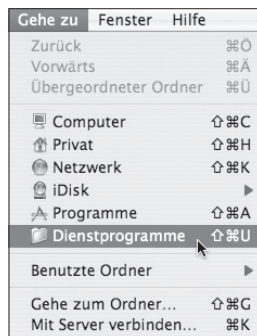 Gehe zu Fenster Hilfe
Zurück ⌘Ö
Vorwärts ⌘Ä
Übergeordneter Ordner ⌘Ü
Computer ⇧⌘C
Privat ⇧⌘H
Netzwerk ⇧⌘K
iDisk
Programme ⇧⌘A
Dienstprogramme ⇧⌘U
Benutzte Ordner
Gehe zum Ordner... ⇧⌘G
Mit Server verbinden... ⌘K